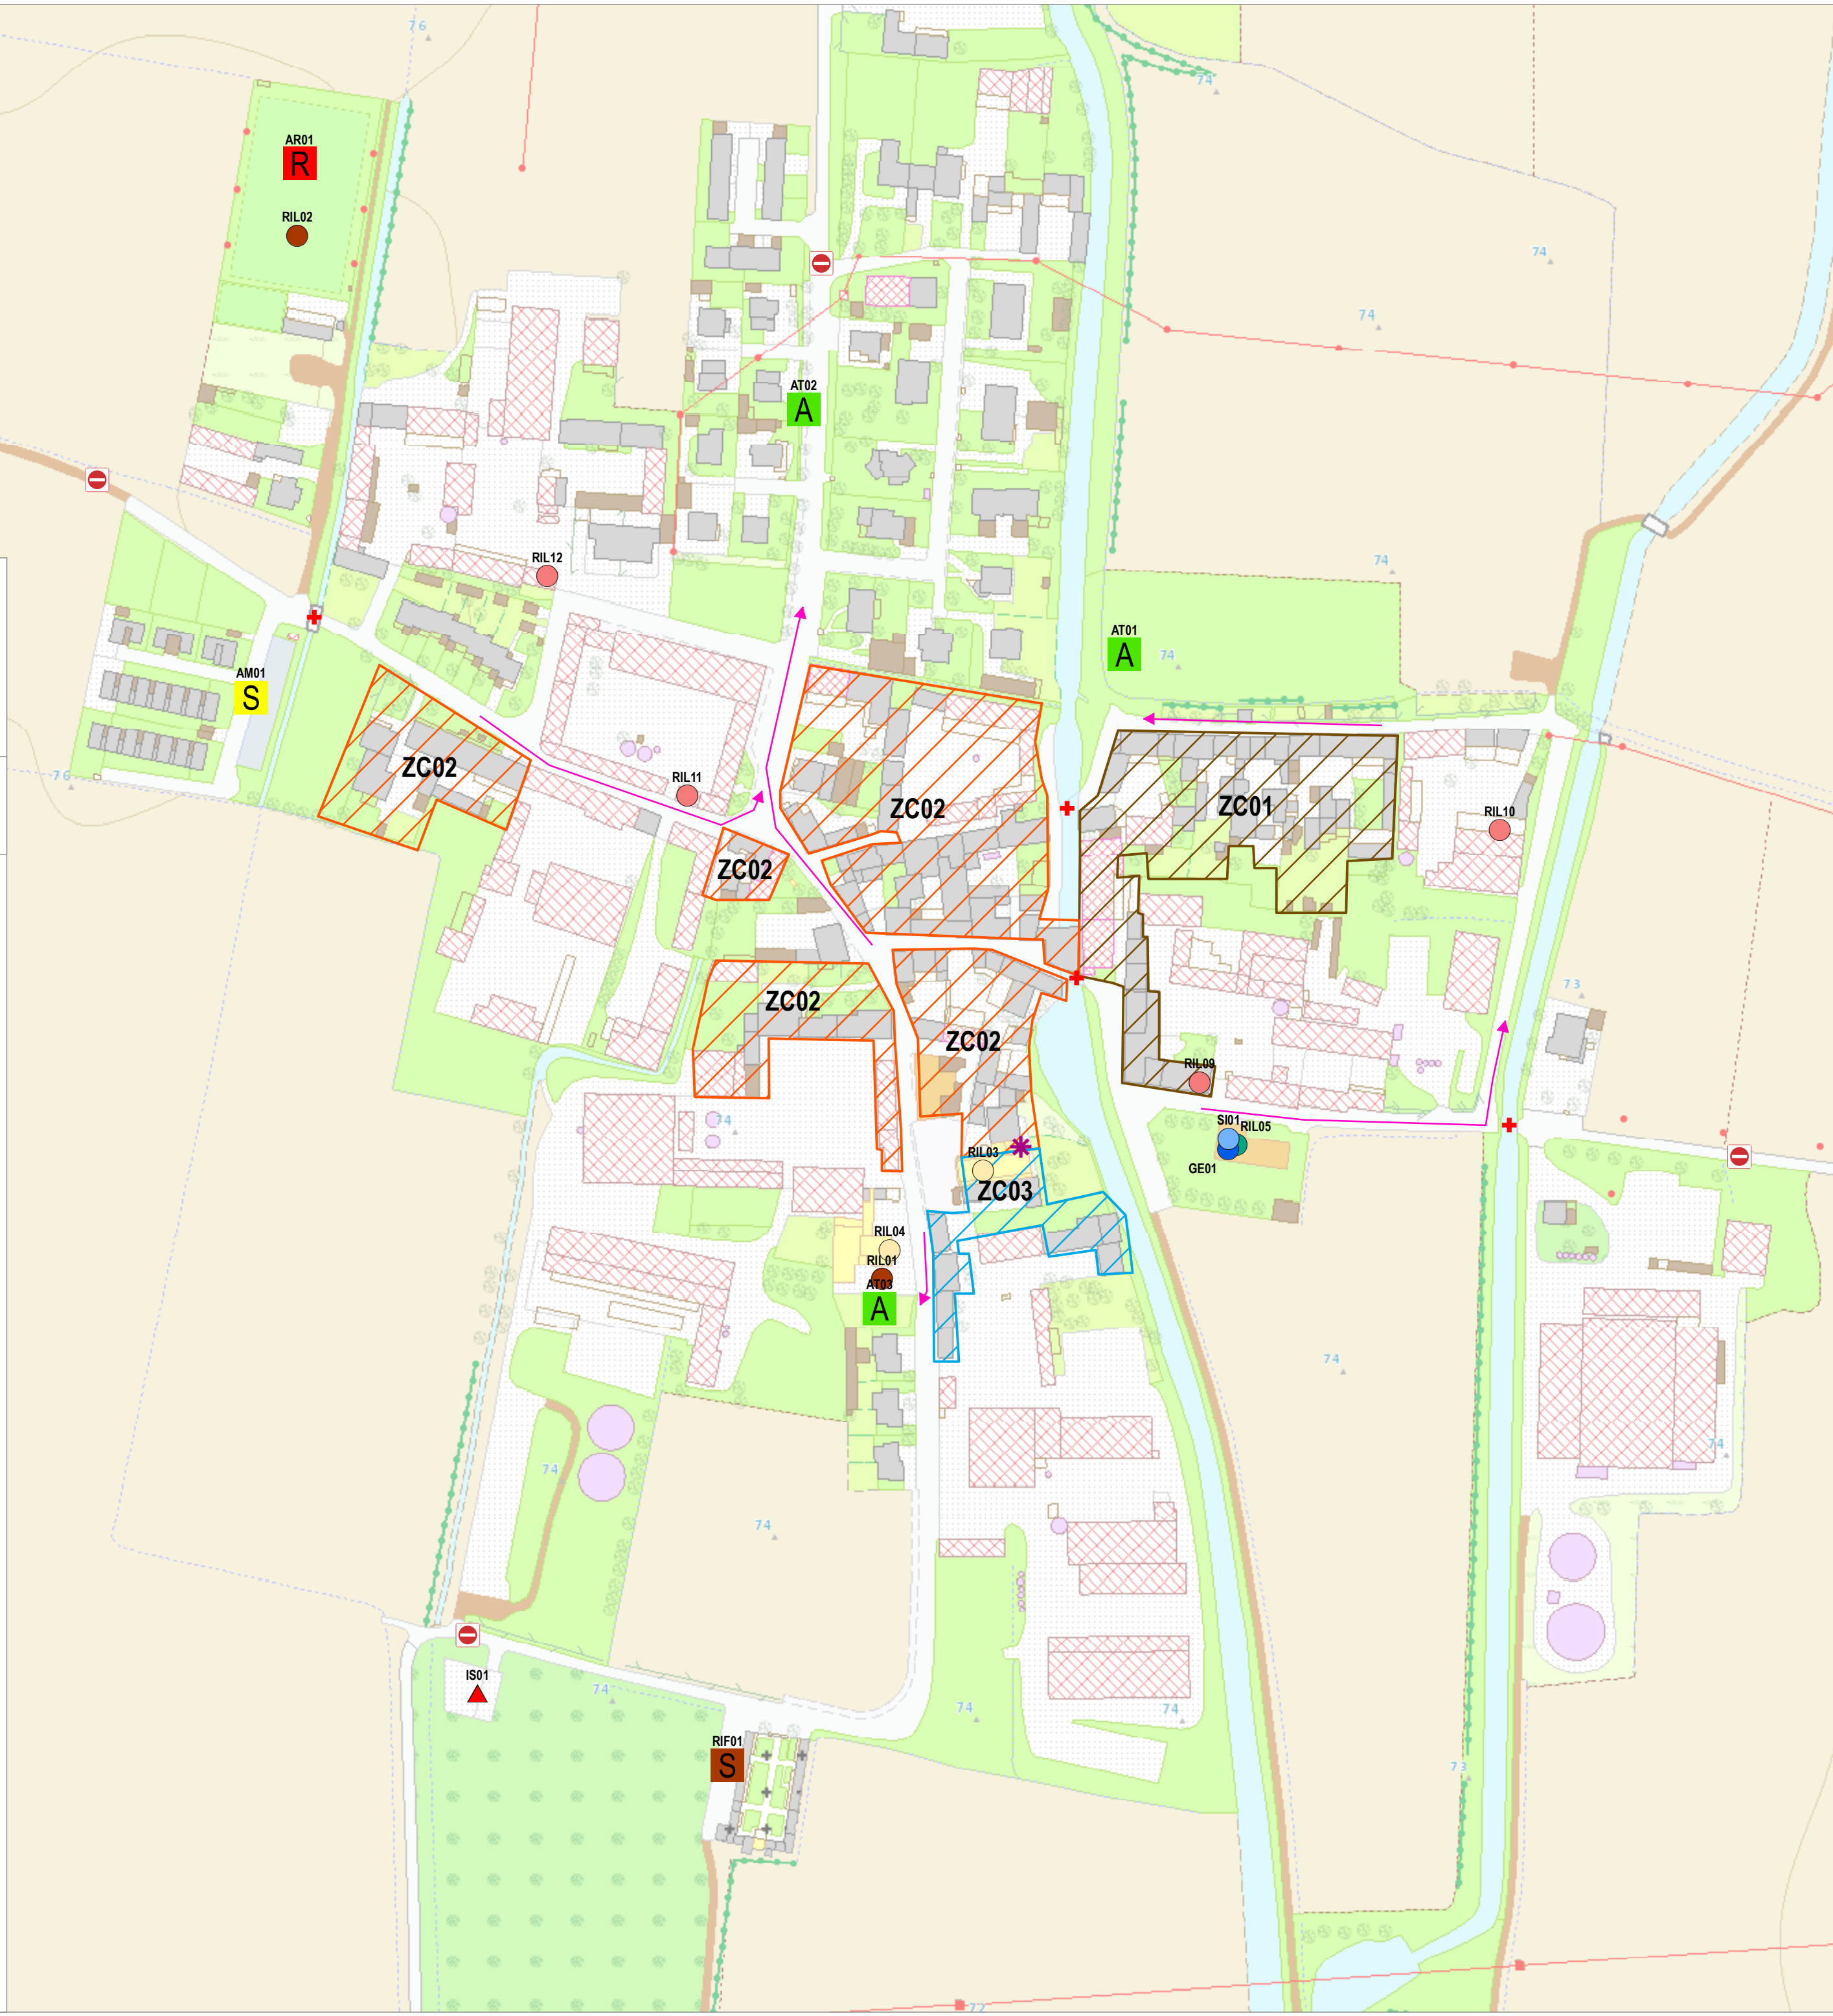 76
74
AR01
R
RIL02
74
74
AT02
A
RIL12
74
AT01
A
74
AM01
S
ZC02
76
RIL11
ZC02
ZC01
RIL10
ZC02
ZC02
73
ZC02
RIL09
74
SI01
RIL05
RIL03
GE01
ZC03
RIL04
RIL01
AT03
A
74
74
74
74
IS01
74
74
74
RIF01
S
73
72